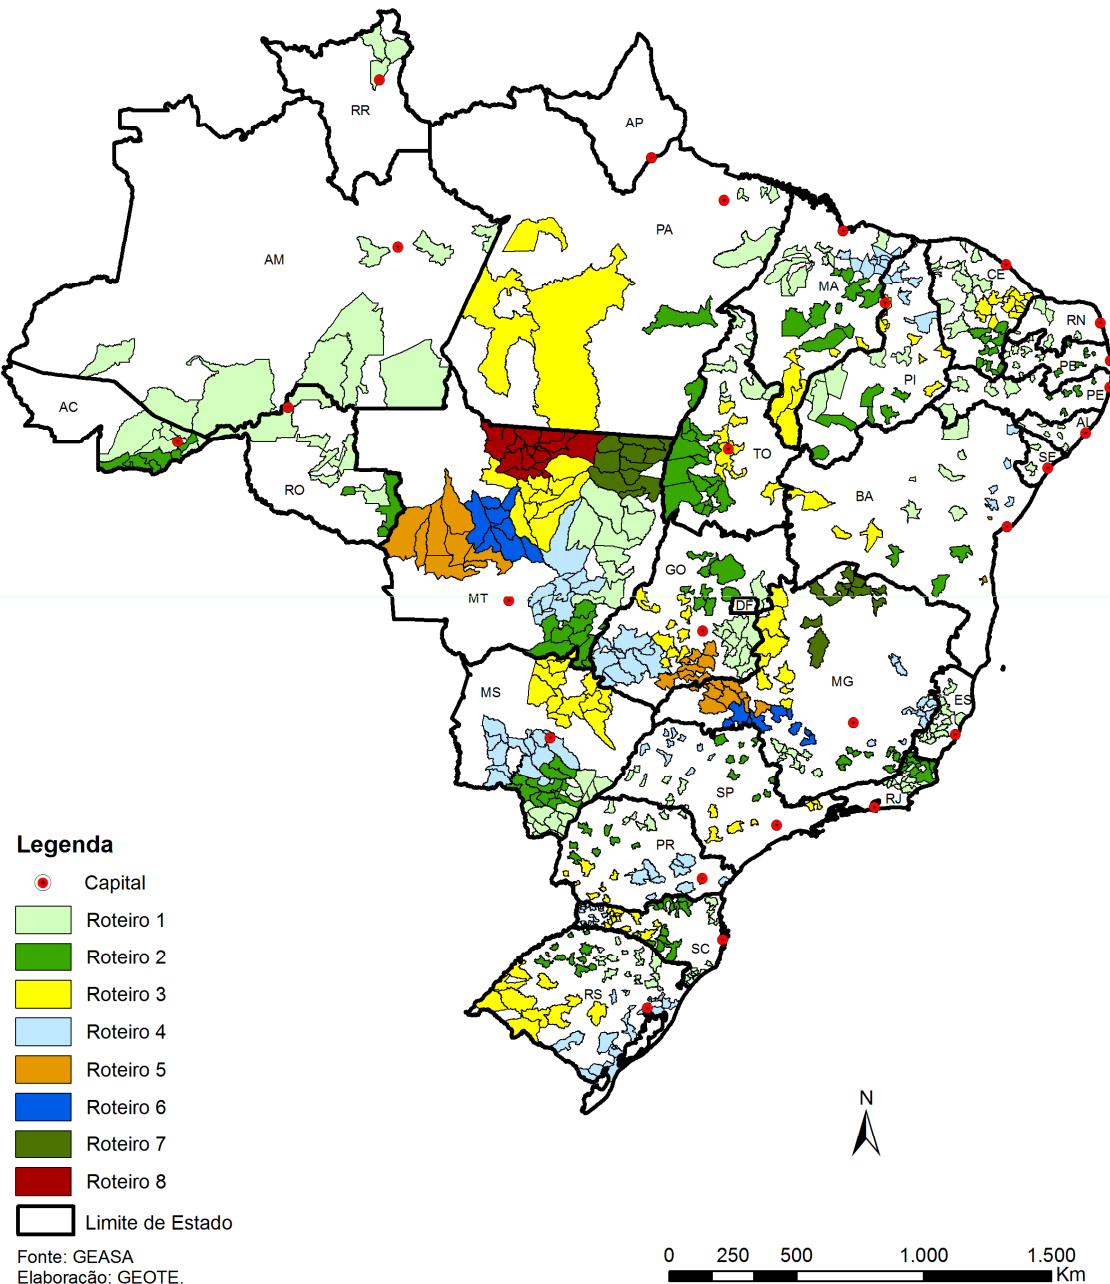 RR
AP
AM
PA
MA
CE
RN
PB
PE
AL
SE
PI
AC
RO
TO
BA
MT
GO
DF
MG
ES
MS
SP
RJ
PR
SC
RS
Legenda
Capital
Roteiro 1
Roteiro 2
Roteiro 3
Roteiro 4
Roteiro 5
Roteiro 6
Roteiro 7
Roteiro 8
Limite de Estado
Fonte: GEASA
Elaboracão: GEOTE.
N
0 250 500 1.000 1.500
Km